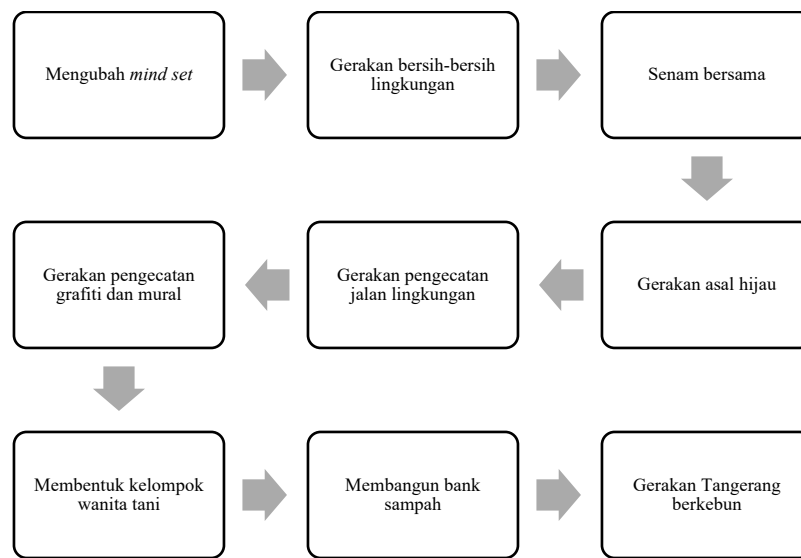 Mengubah mind set
Gerakan bersih-bersih
lingkungan
Senam bersama
Gerakan asal hijau
Gerakan pengecatan
jalan lingkungan
Gerakan pengecatan
grafiti dan mural
Membentuk kelompok
wanita tani
Membangun bank
sampah
Gerakan Tangerang
berkebun